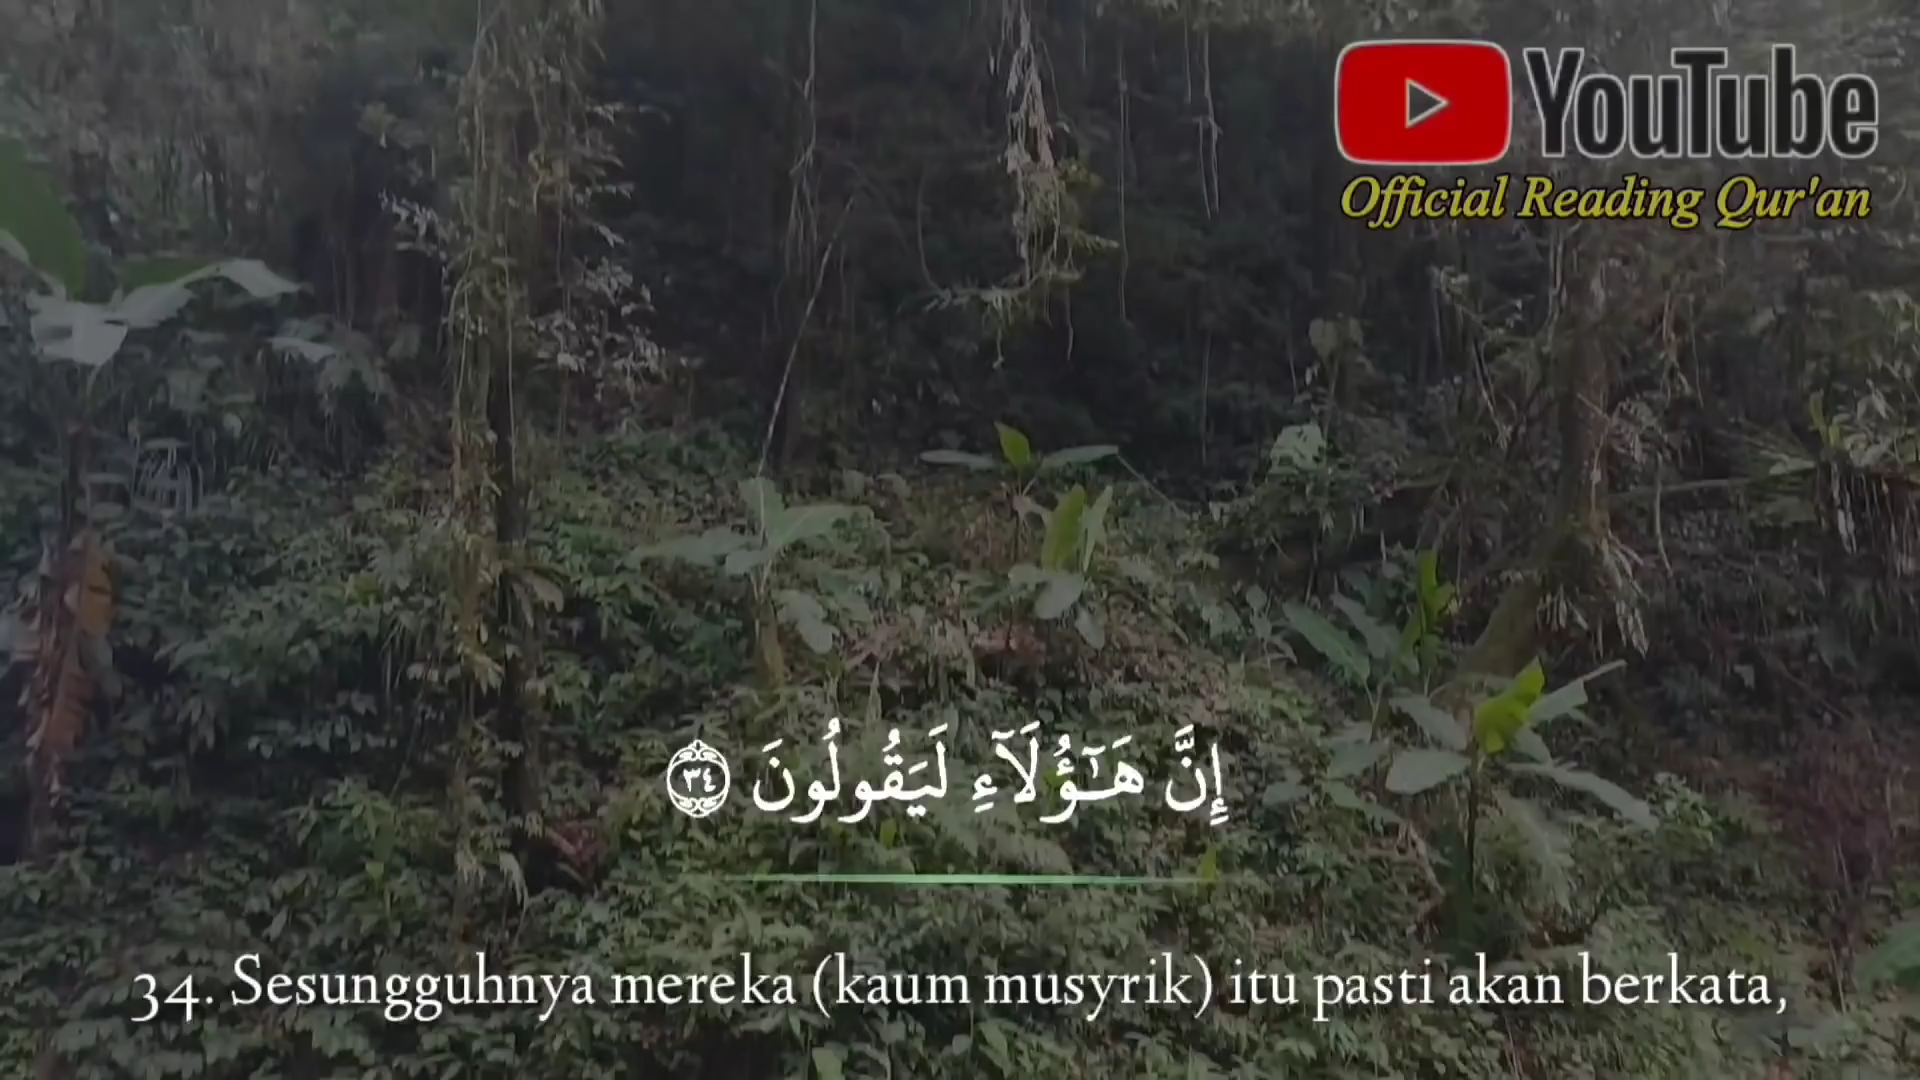 YouTube
Official Reading Qur'an
إِنَّ هَٰٓؤُلَآءِ لَيَقُولُونَ ٣٤
34. Sesungguhnya mereka (kaum musyrik) itu pasti akan berkata,